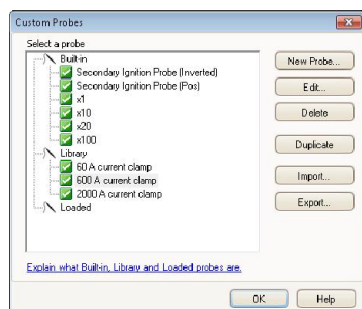 Custom Probes
Select a probe
Built-in
Secondary Ignition Probe (Inverted)
Secondary Ignition Probe (Pos)
x1
x10
x20
x100
Library
60 A current clamp
600 A current clamp
2000 A current clamp
Loaded
New Probe...
Edit...
Delete
Duplicate
Import...
Export...
Explain what Built-in, Library and Loaded probes are.
OK
Help